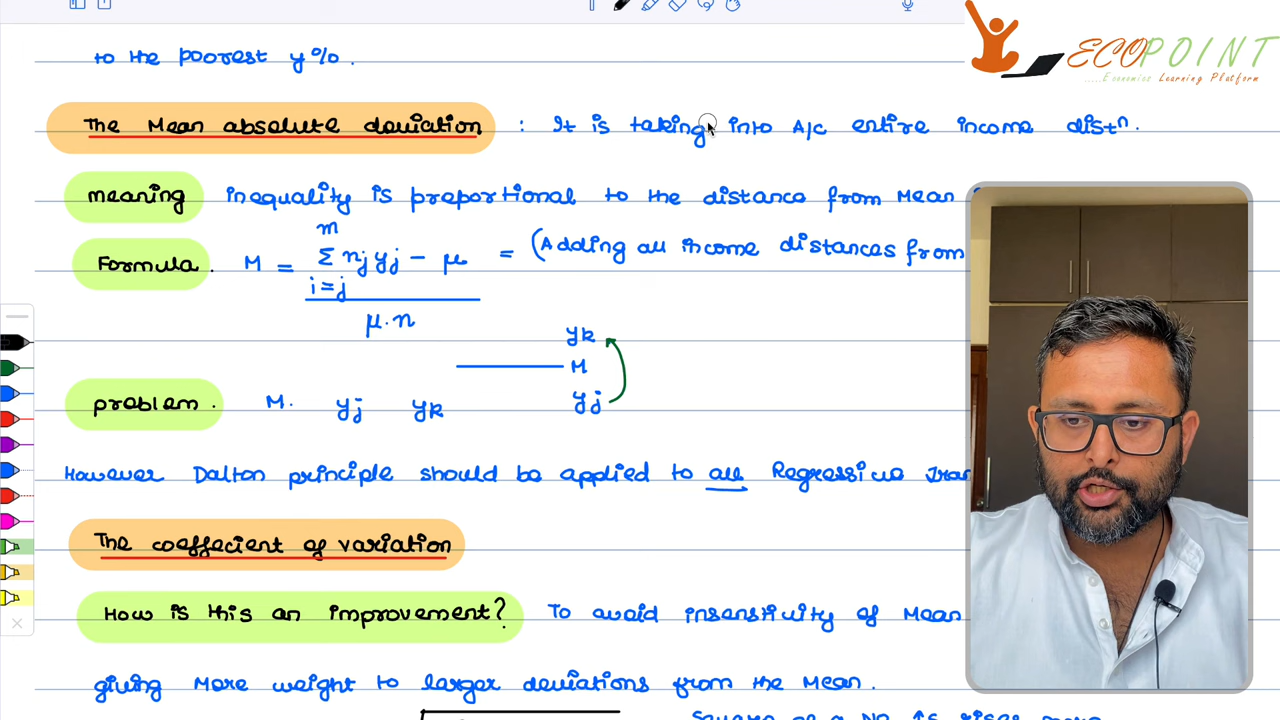 to the poorest y%.
ECOPOINT
.....Economics Learning Platform
The Mean absolute deviation : It is taking into A/c entire income distⁿ.
meaning inequality is proportional to the distance from Mean
Formula. M = m Σ i=j nj yj - μ / μ.n = (Adding all income distances from
yk
M
problem. M. yj yk yj
However Dalton principle should be applied to all Regressive Tran
The coeffecient of variation
How is this an improvement? To avoid insensitivity of Mean
giving More weight to larger deviations from the Mean.